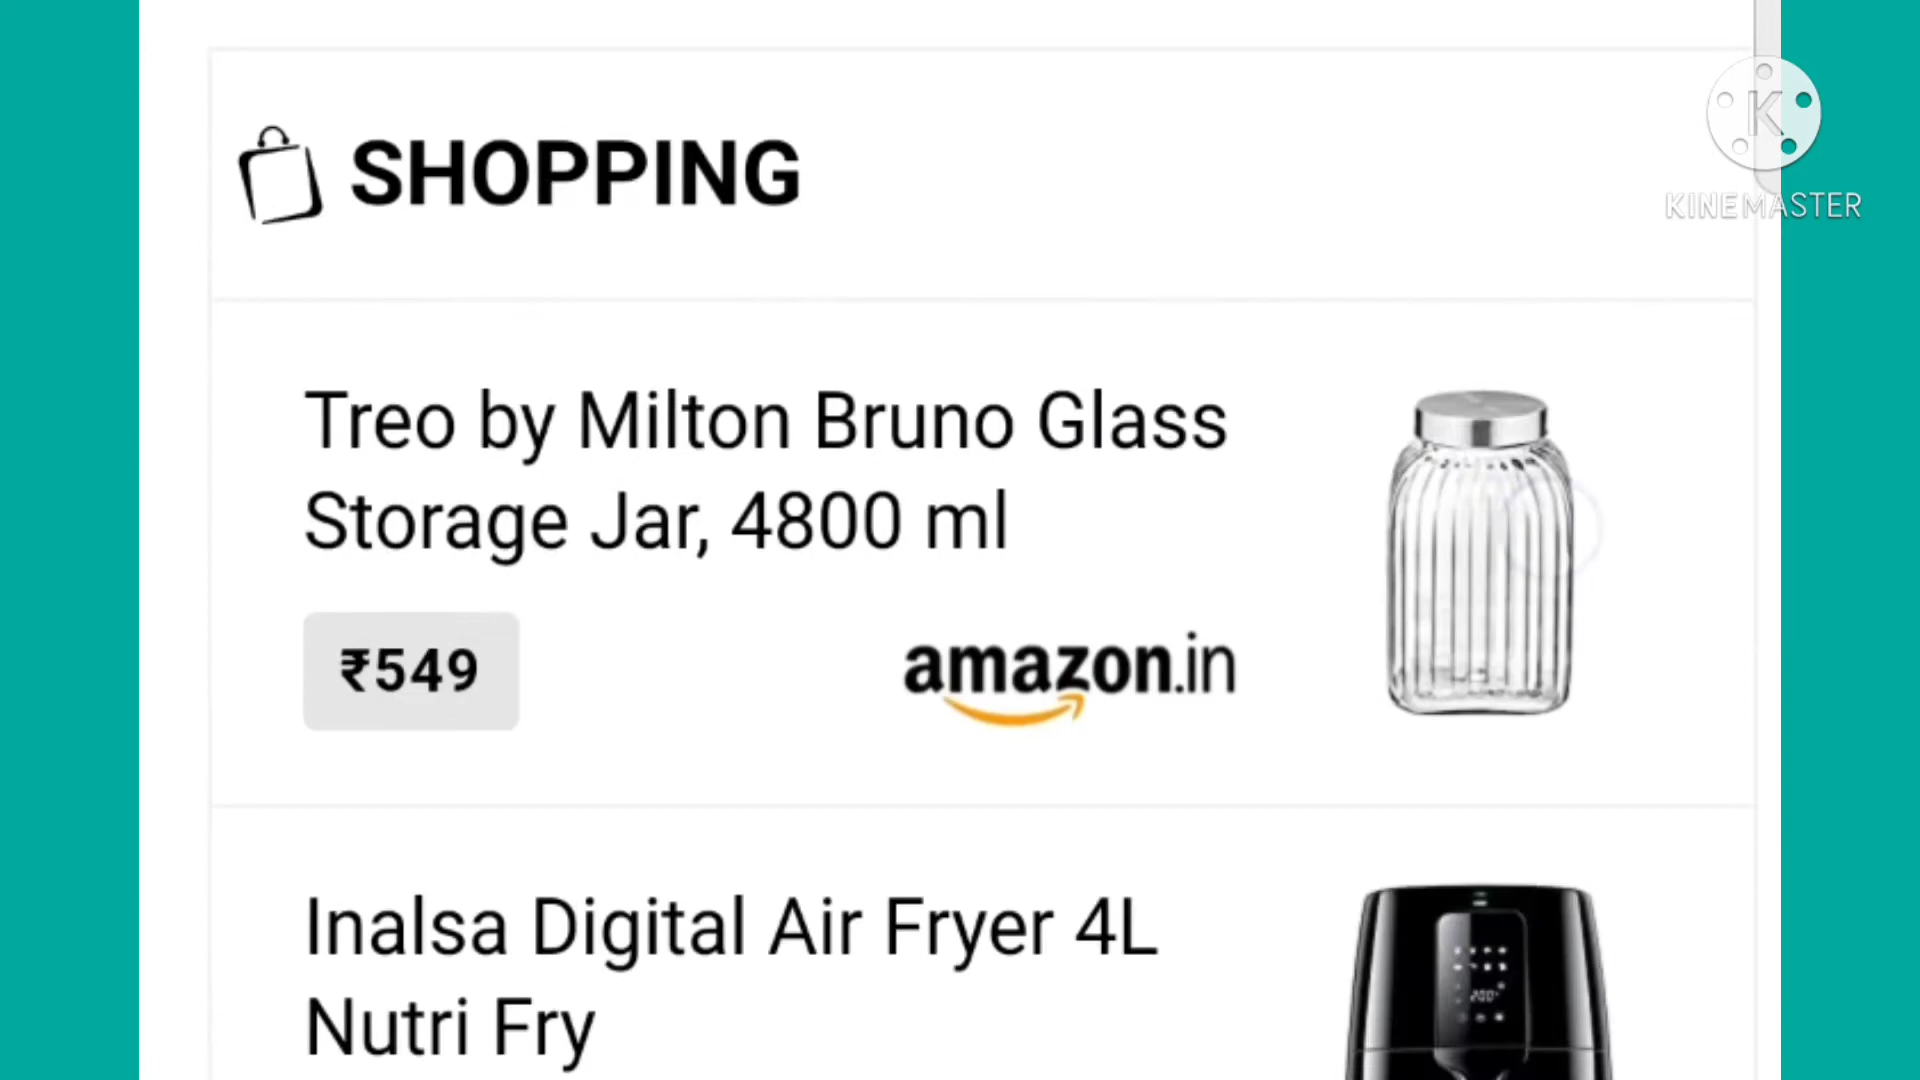 SHOPPING
K
KINEMASTER
Treo by Milton Bruno Glass
Storage Jar, 4800 ml
₹549
amazon.in
Inalsa Digital Air Fryer 4L
Nutri Fry